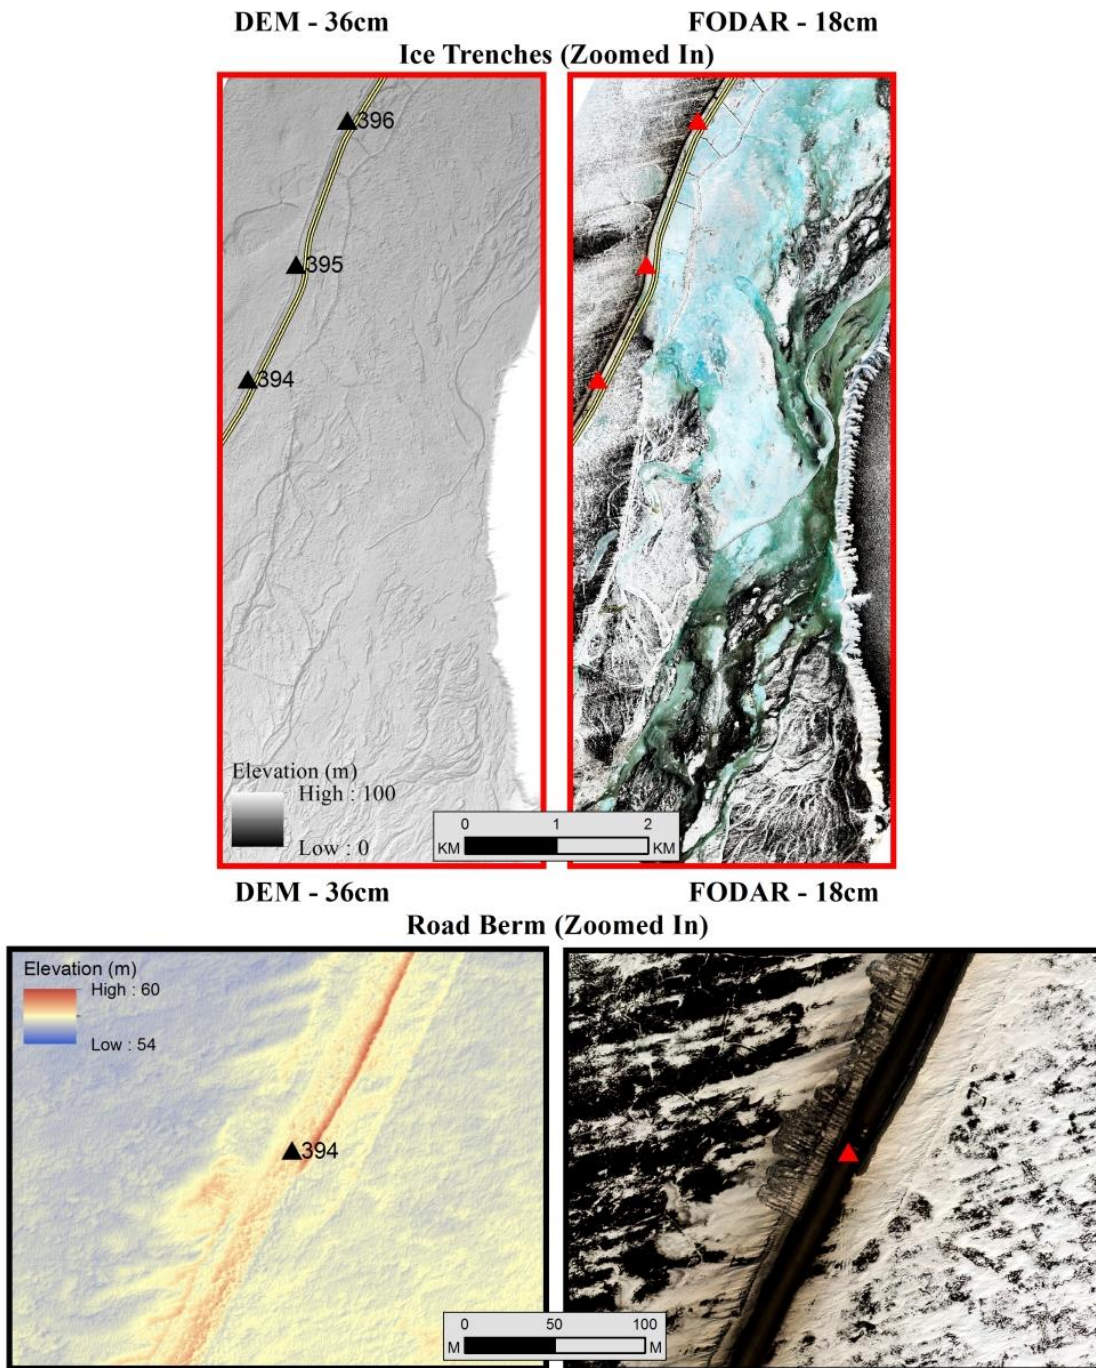 DEM - 36cm
FODAR - 18cm
Ice Trenches (Zoomed In)
396
395
394
Elevation (m)
High : 100
Low : 0
0 1 2
KM KM
DEM - 36cm
FODAR - 18cm
Road Berm (Zoomed In)
Elevation (m)
High : 60
Low : 54
394
0 50 100
M M